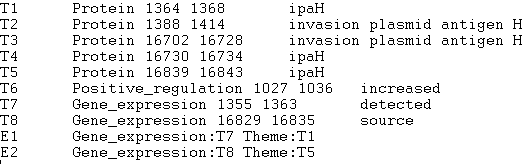 T1 Protein 1364 1368 ipaH
T2 Protein 1388 1414 invasion plasmid antigen H
T3 Protein 16702 16728 invasion plasmid antigen H
T4 Protein 16730 16734 ipaH
T5 Protein 16839 16843 ipaH
T6 Positive_regulation 1027 1036 increased
T7 Gene_expression 1355 1363 detected
T8 Gene_expression 16829 16835 source
E1 Gene_expression:T7 Theme:T1
E2 Gene_expression:T8 Theme:T5